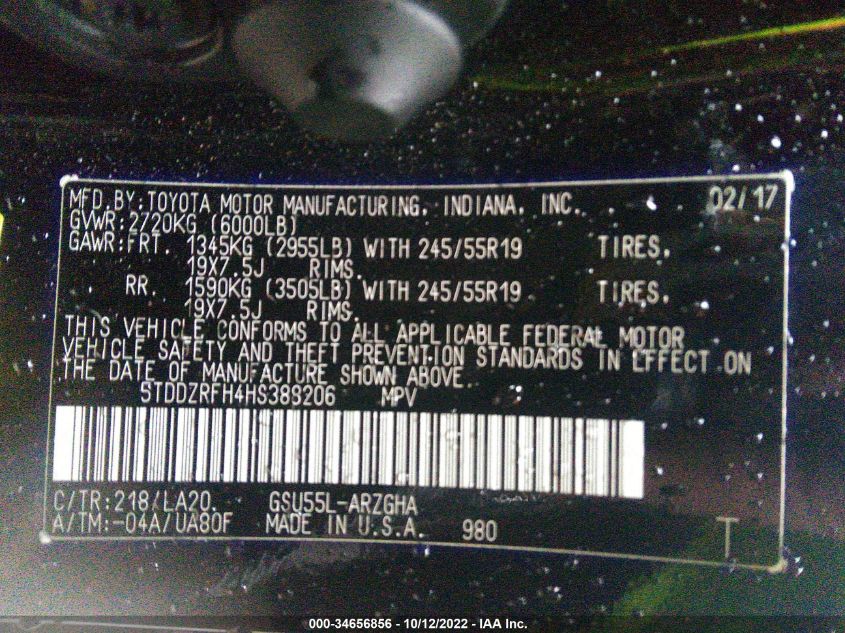 MFD.BY:TOYOTA MOTOR MANUFACTURING, INDIANA, INC. 02/17
GVWR:2720KG (6000LB)
GAWR:FRT. 1345KG (2955LB) WITH 245/55R19 TIRES,
19X7.5J RIMS.
RR. 1590KG (3505LB) WITH 245/55R19 TIRES,
19X7.5J RIMS.
THIS VEHICLE CONFORMS TO ALL APPLICABLE FEDERAL MOTOR
VEHICLE SAFETY AND THEFT PREVENTION STANDARDS IN EFFECT ON
THE DATE OF MANUFACTURE SHOWN ABOVE.
5TDDZRFH4HS388206 MPV
C/TR:218/LA20. GSU55L-ARZGHA
A/TM:-04A/UA80F MADE IN U.S.A. 980 T
000-34656856 - 10/12/2022 - IAA Inc.